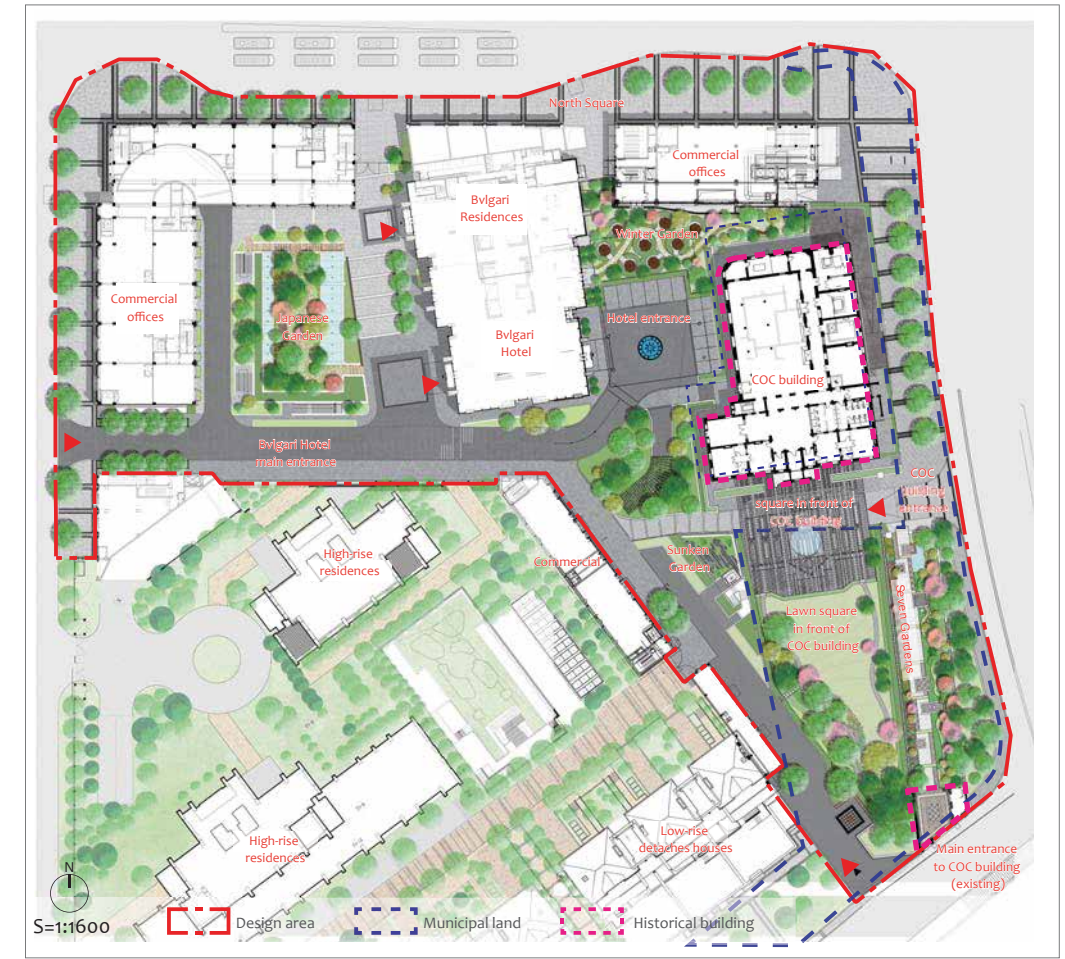 North Square
Commercial
offices
Bvlgari
Residences
Winter Garden
Commercial
offices
Japanese
Garden
Hotel entrance
Bvlgari
Hotel
COC building
Bvlgari Hotel
main entrance
COC
building
entrance
square in front of
COC building
High-rise
residences
Commercial
Sunken
Garden
Seven Gardens
Lawn square
in front of
COC building
High-rise
residences
Low-rise
detaches houses
Main entrance
to COC building
(existing)
N
S=1:1600
Design area
Municipal land
Historical building